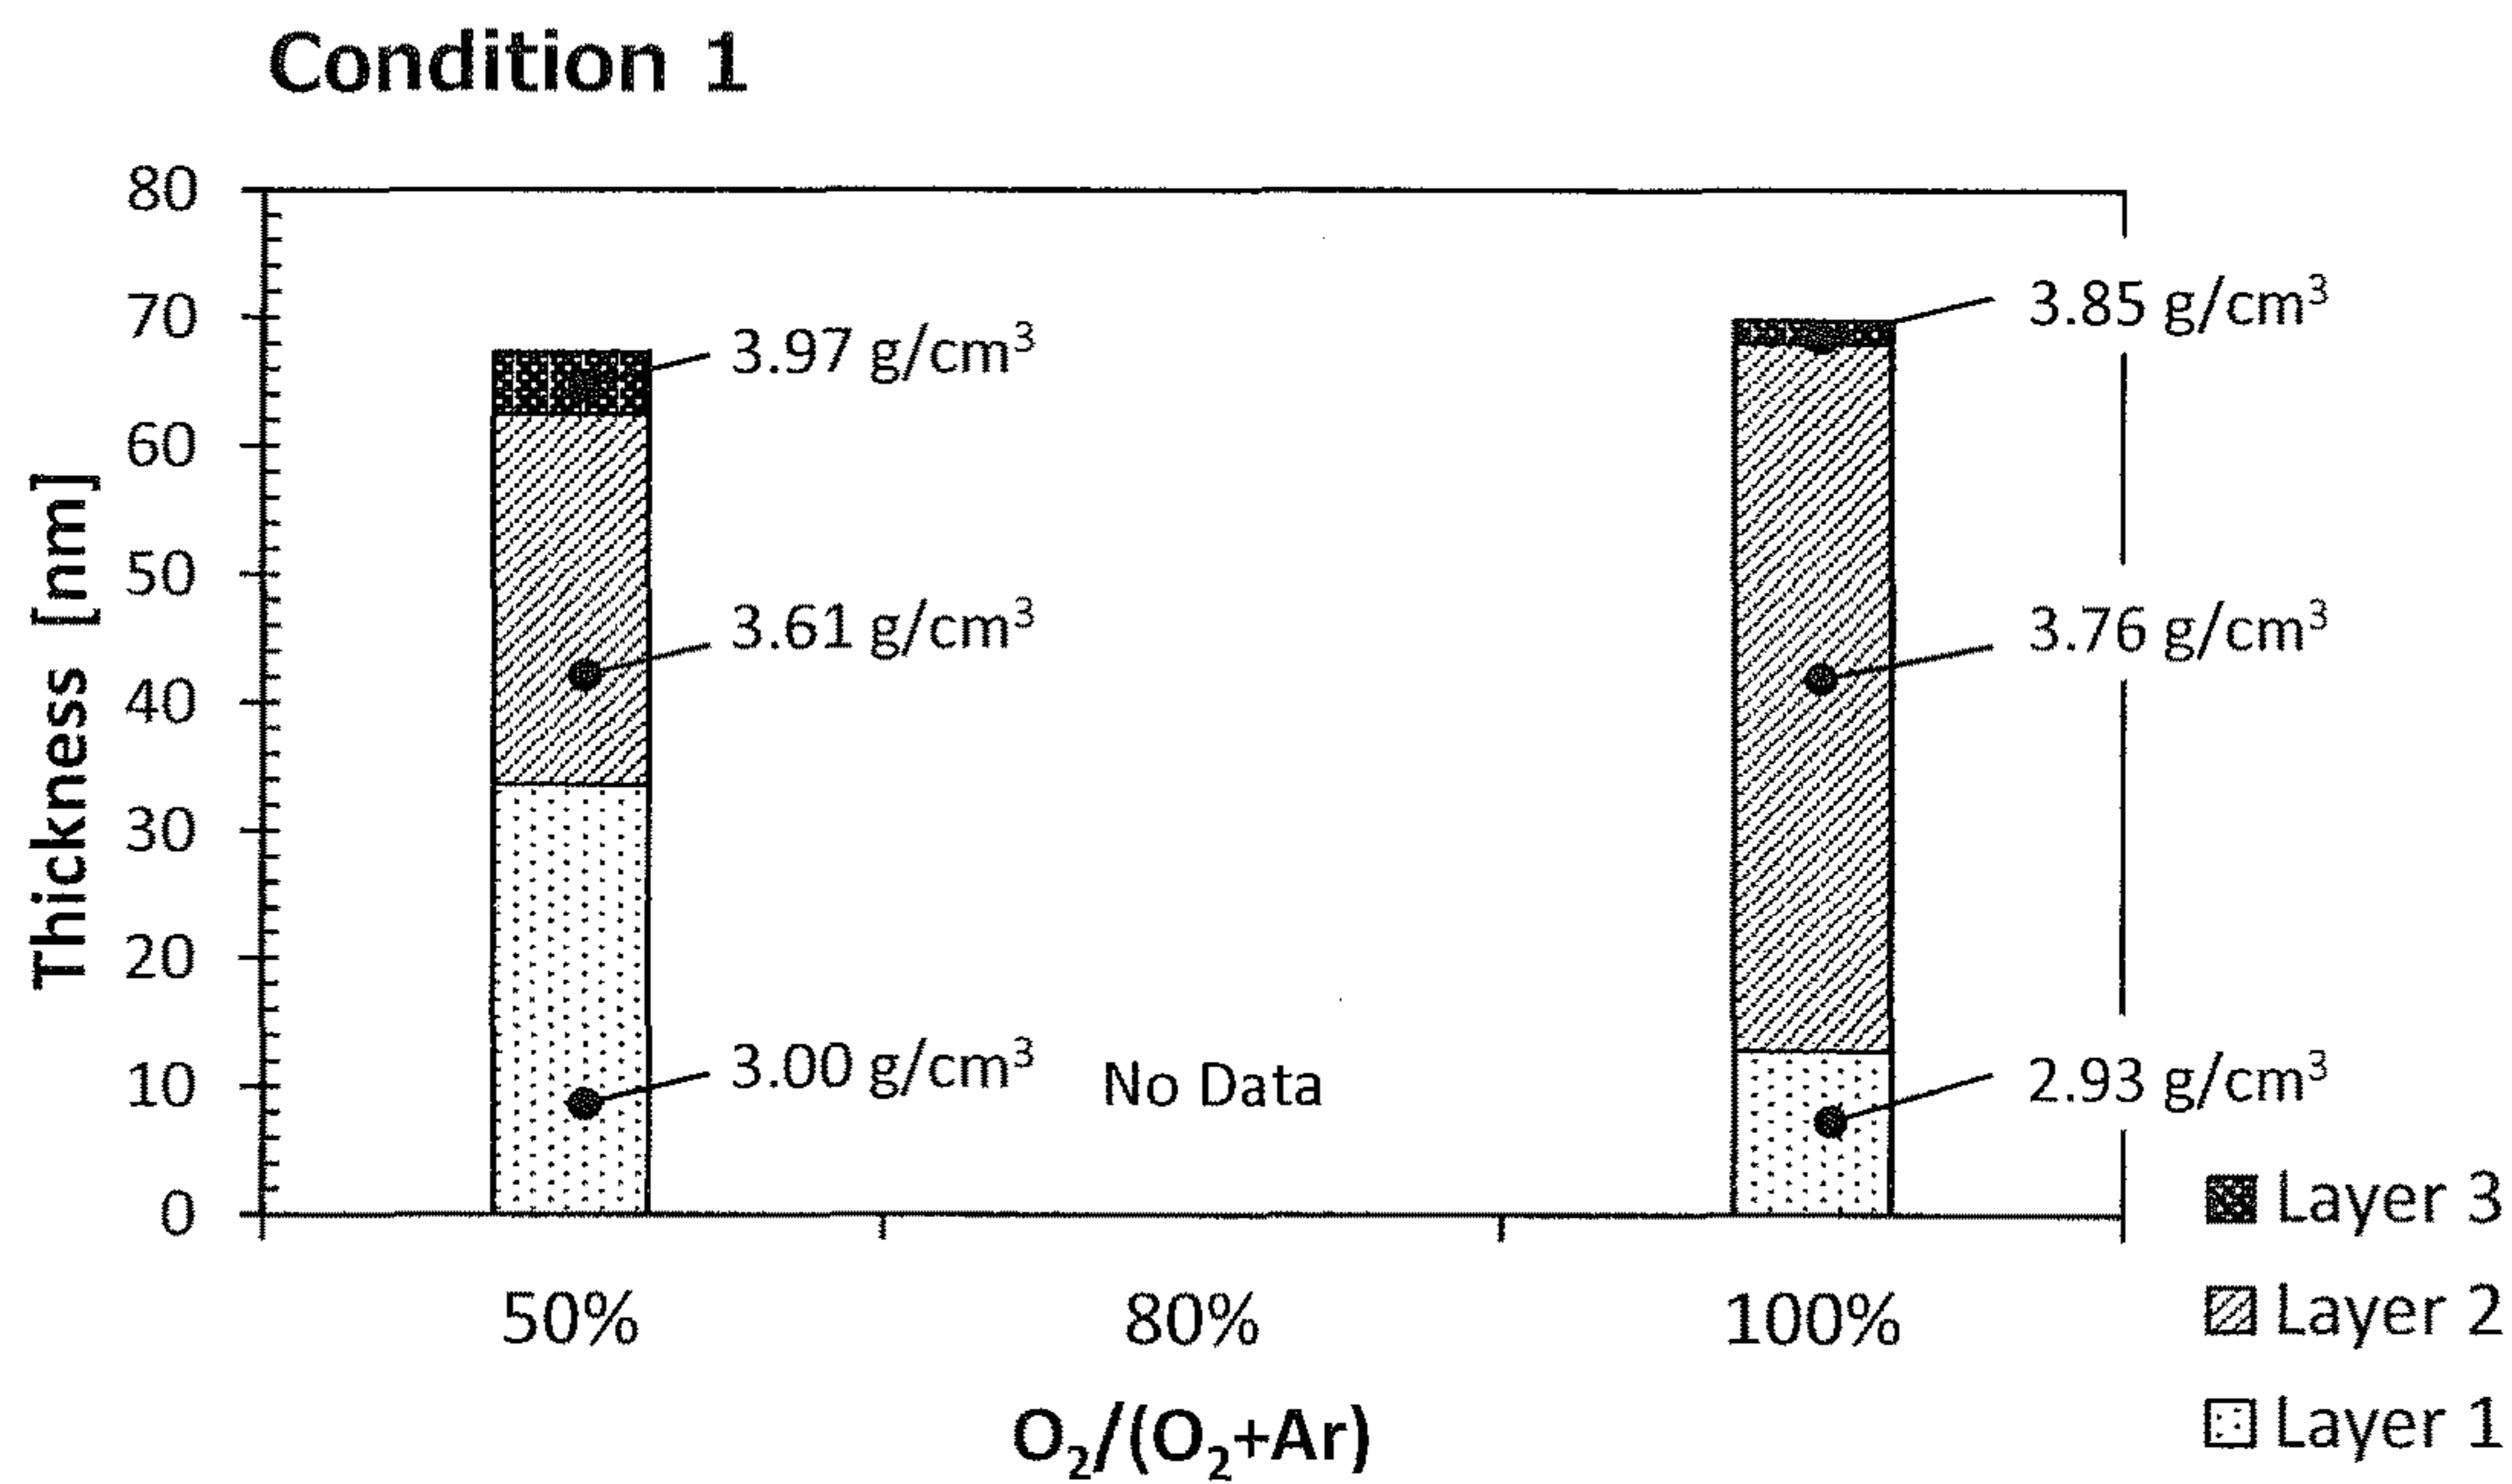 Condition 1
Thickness [nm]
80
70
60
50
40
30
20
10
0
3.97 g/cm³
3.61 g/cm³
3.00 g/cm³
No Data
3.85 g/cm³
3.76 g/cm³
2.93 g/cm³
50%
80%
100%
O₂/(O₂+Ar)
Layer 3
Layer 2
Layer 1